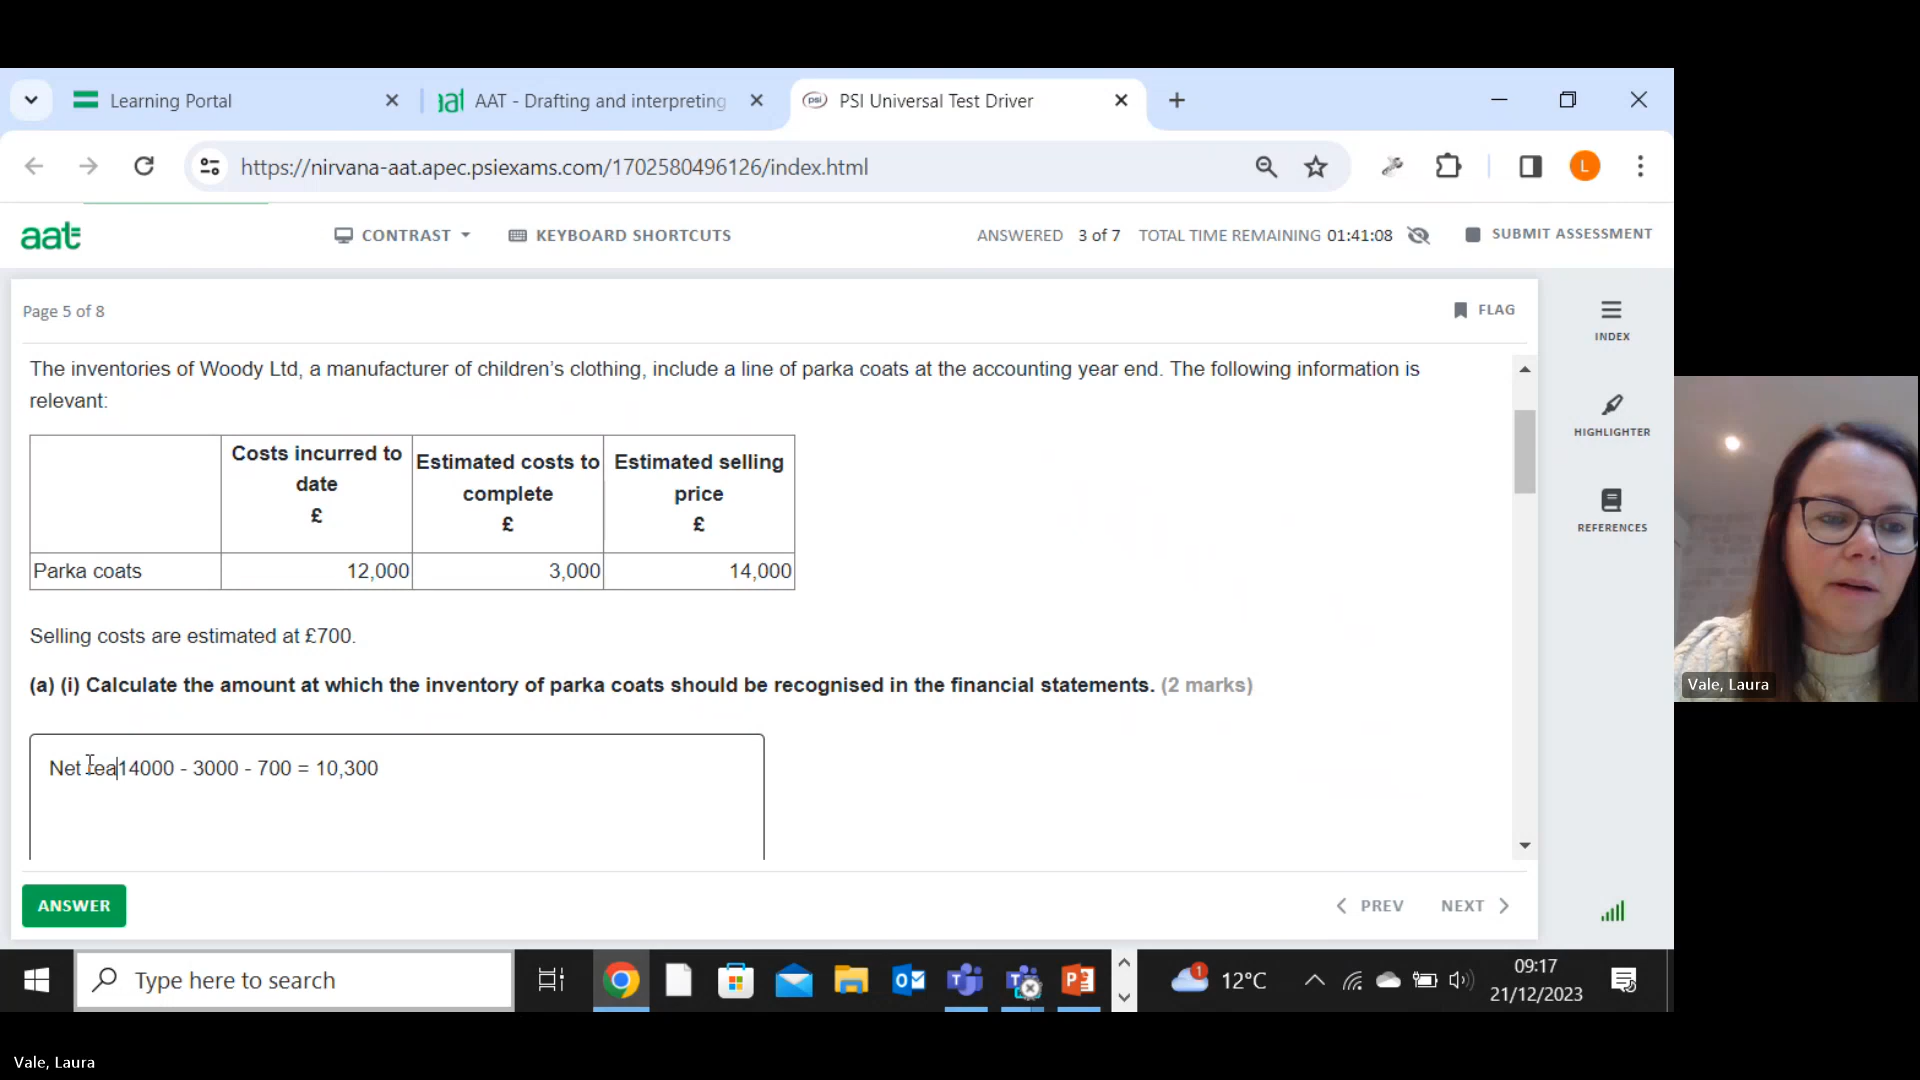 Learning Portal
aat AAT - Drafting and interpreting
psi PSI Universal Test Driver
https://nirvana-aat.apec.psiexams.com/1702580496126/index.html
L
aat
CONTRAST
KEYBOARD SHORTCUTS
ANSWERED 3 of 7 TOTAL TIME REMAINING 01:41:08
SUBMIT ASSESSMENT
Page 5 of 8
FLAG
INDEX
HIGHLIGHTER
REFERENCES
The inventories of Woody Ltd, a manufacturer of children's clothing, include a line of parka coats at the accounting year end. The following information is
relevant:
Costs incurred to
date
£
Estimated costs to
complete
£
Estimated selling
price
£
Parka coats 12,000 3,000 14,000
Selling costs are estimated at £700.
(a) (i) Calculate the amount at which the inventory of parka coats should be recognised in the financial statements. (2 marks)
Net rea14000 - 3000 - 700 = 10,300
ANSWER
PREV
NEXT
Vale, Laura
Type here to search
1
12°C
09:17
21/12/2023
Vale, Laura